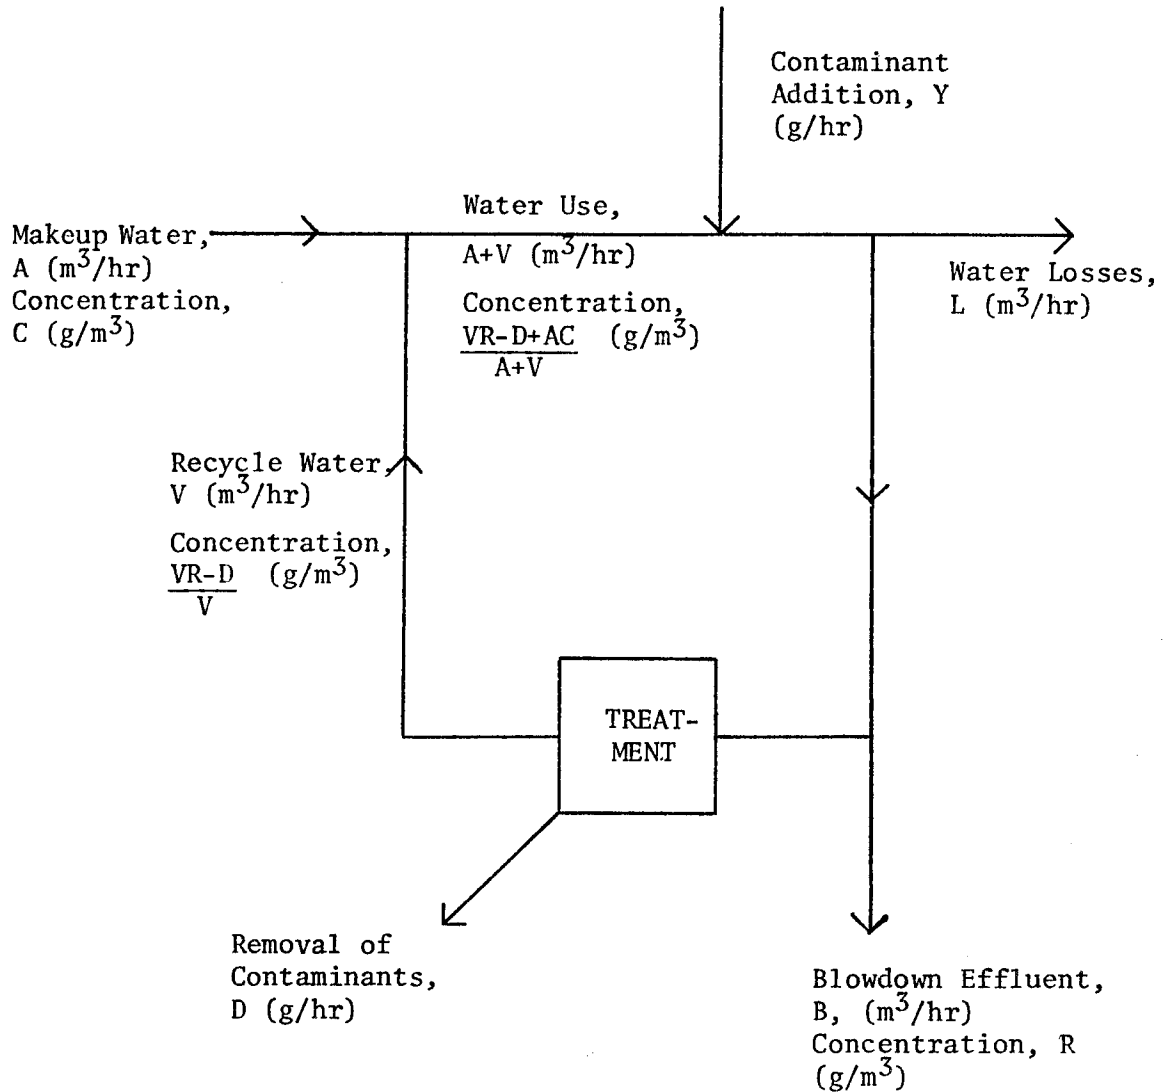 Contaminant
Addition, Y
(g/hr)
Water Use,
A+V (m³/hr)
Concentration,
VR-D+AC (g/m³)
A+V
Makeup Water,
A (m³/hr)
Concentration,
C (g/m³)
Water Losses,
L (m³/hr)
Recycle Water,
V (m³/hr)
Concentration,
VR-D (g/m³)
V
TREAT-
MENT
Removal of
Contaminants,
D (g/hr)
Blowdown Effluent,
B, (m³/hr)
Concentration, R
(g/m³)